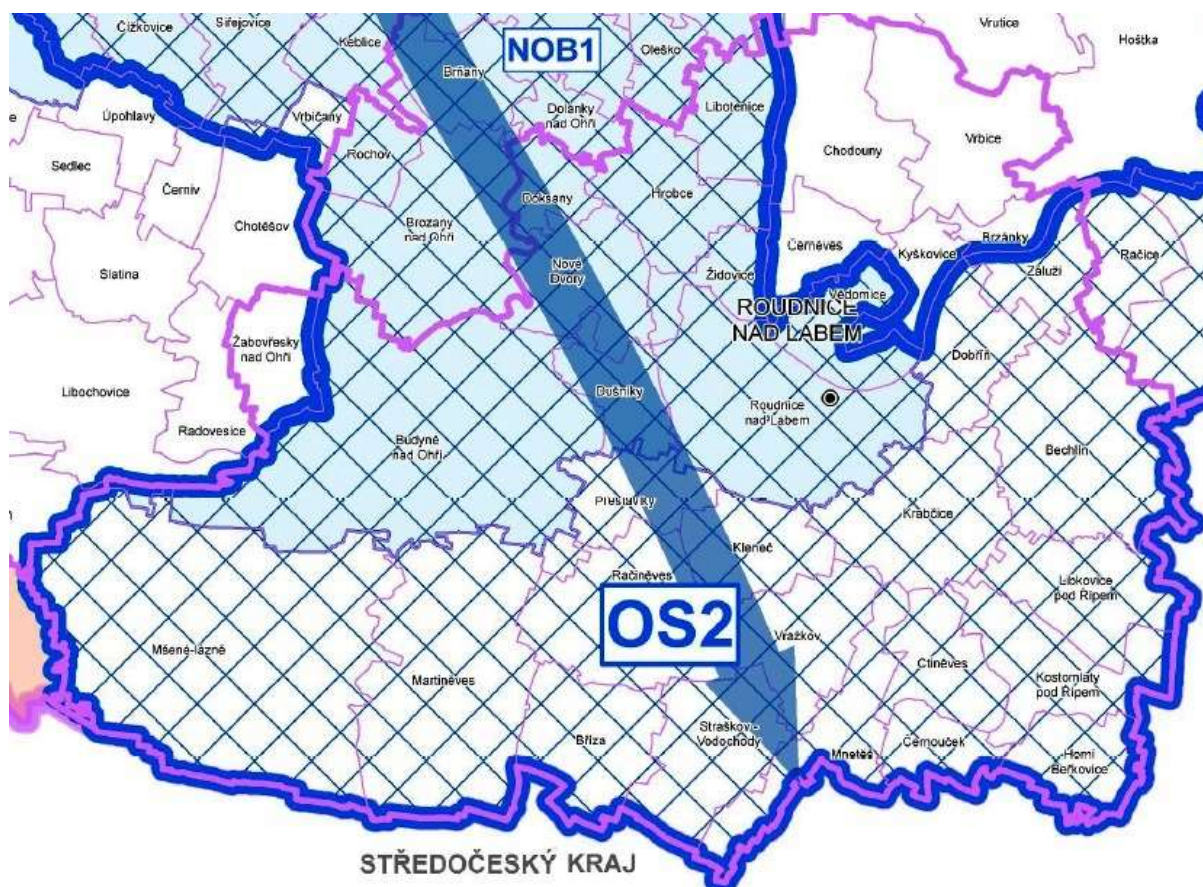 Čížkovice
Siřejovice
Keblice
NOB1
Oleško
Vrutice
Hoštka
Brňany
Úpohlavy
Vrbičany
Dolánky
nad Ohří
Libotenice
Rochov
Chodouny
Vrbice
Sedlec
Černiv
Doksany
Hrobce
Chotěšov
Brozany
nad Ohří
Slatina
Nové
Dvory
Židovice
Černěves
Kyškovice
Brzánky
Záluží
Račice
Vědomice
ROUDNICE
NAD LABEM
Žabovřesky
nad Ohří
Dobříň
Libochovice
Dušníky
Roudnice
nad Labem
Radovesice
Budyně
nad Ohří
Bechlín
Přestavlky
Krabčice
Kleneč
Račiněves
Libkovice
pod Řípem
OS2
Vražkov
Mšené-lázně
Martiněves
Ctiněves
Kostomlaty
pod Řípem
Straškov -
Vodochody
Bříza
Mnetěš
Černouček
Horní
Beřkovice
STŘEDOČESKÝ KRAJ